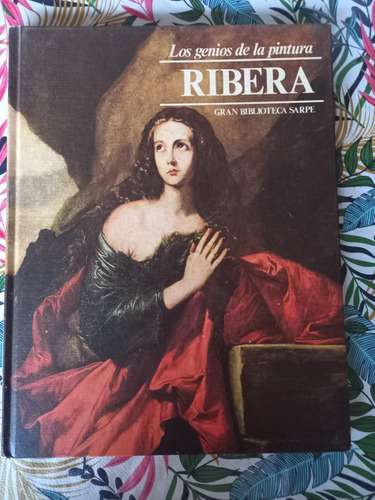 Los genios de la pintura
RIBERA
GRAN BIBLIOTECA SARPE